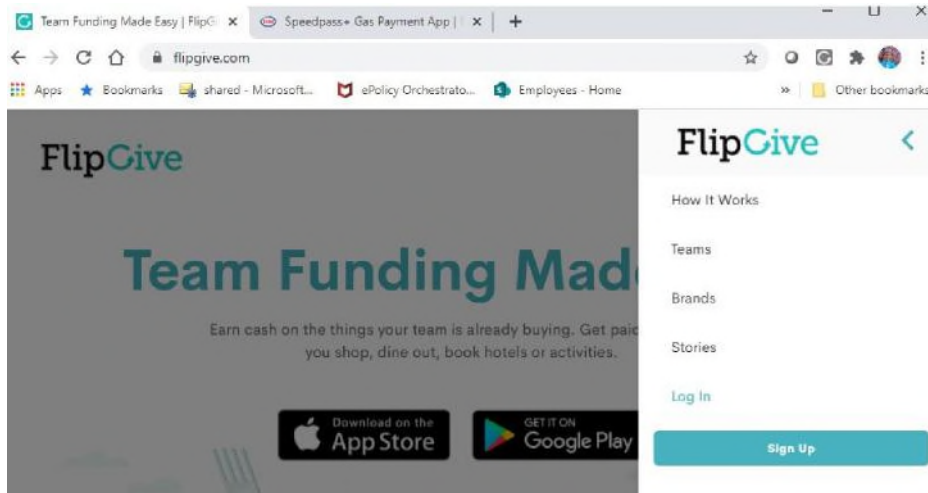 Team Funding Made Easy | FlipGi
Speedpass+ Gas Payment App |
flipgive.com
Apps Bookmarks shared - Microsoft... ePolicy Orchestrato... Employees - Home » Other bookmarks
FlipGive
FlipGive
How It Works
Teams
Brands
Stories
Log In
Sign Up
Team Funding Mad
Earn cash on the things your team is already buying. Get paid
you shop, dine out, book hotels or activities.
Download on the
App Store
GET IT ON
Google Play